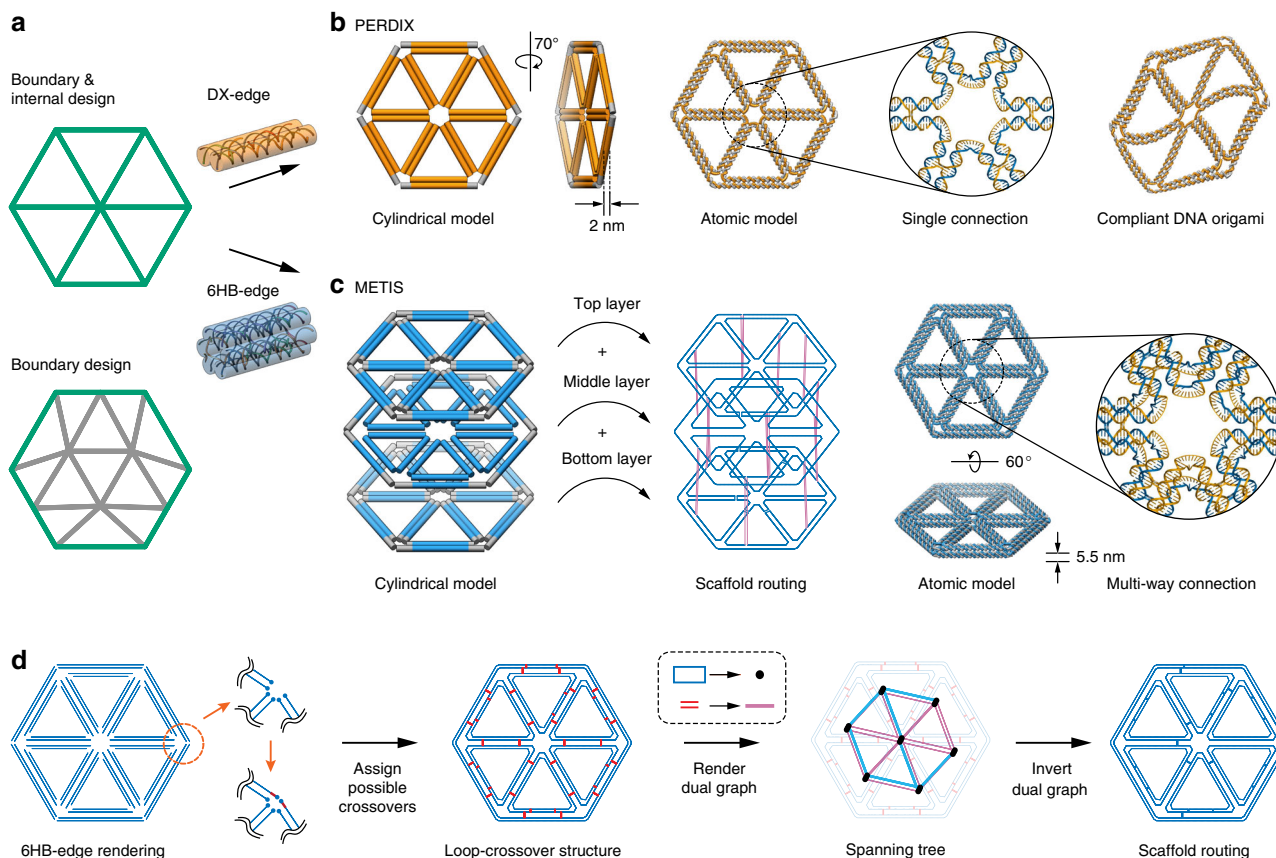 a
Boundary &
internal design
DX-edge
6HB-edge
Boundary design
b PERDIX
70°
2 nm
Cylindrical model
Atomic model
Single connection
Compliant DNA origami
c METIS
Top layer
+
Middle layer
+
Bottom layer
60°
5.5 nm
Cylindrical model
Scaffold routing
Atomic model
Multi-way connection
d
Assign
possible
crossovers
Render
dual graph
Invert
dual graph
6HB-edge rendering
Loop-crossover structure
Spanning tree
Scaffold routing